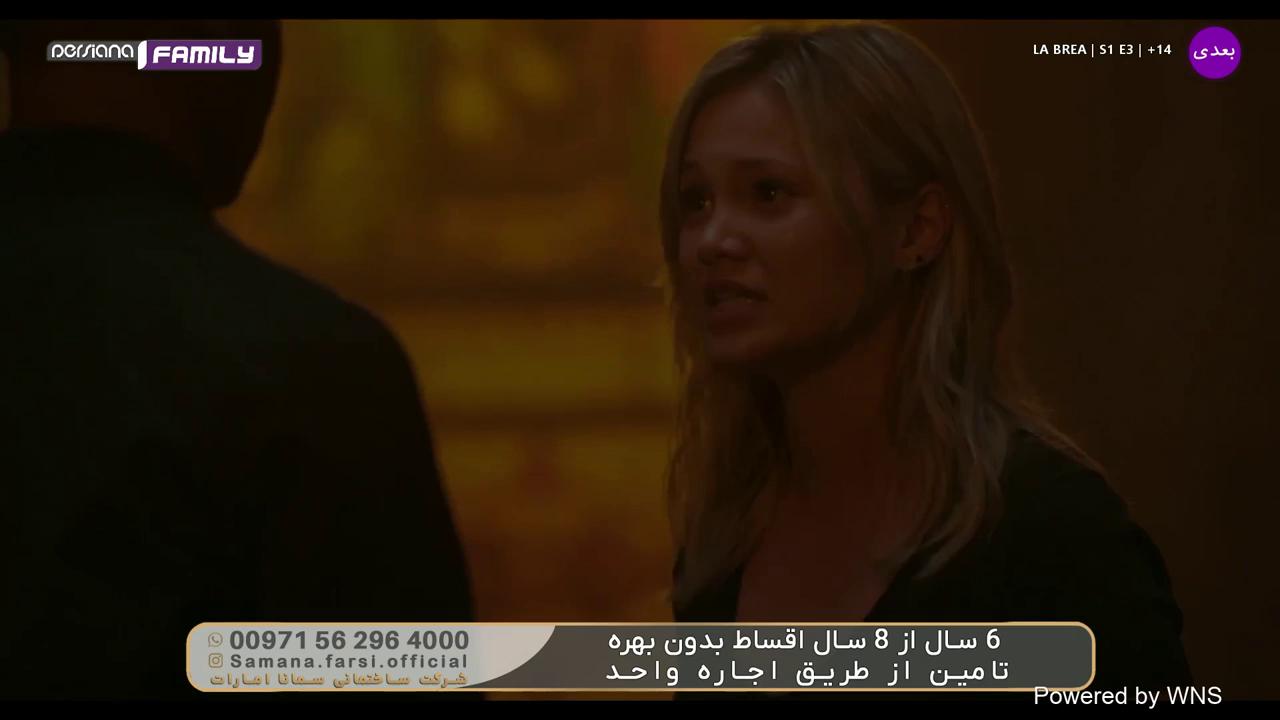 persiana FAMILY
LA BREA | S1 E3 | +14
بعدی
6 سال از 8 سال اقساط بدون بهره
تامین از طریق اجاره واحد
00971 56 296 4000
Samana.farsi.official
شرکت ساختمانی سمانا امارات
Powered by WNS